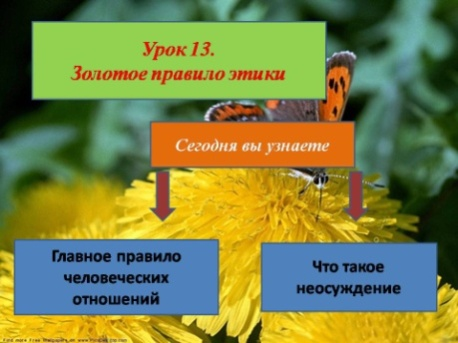 Урок 13.
Золотое правило этики
Сегодня вы узнаете
Главное правило
человеческих
отношений
Что такое
неосуждение